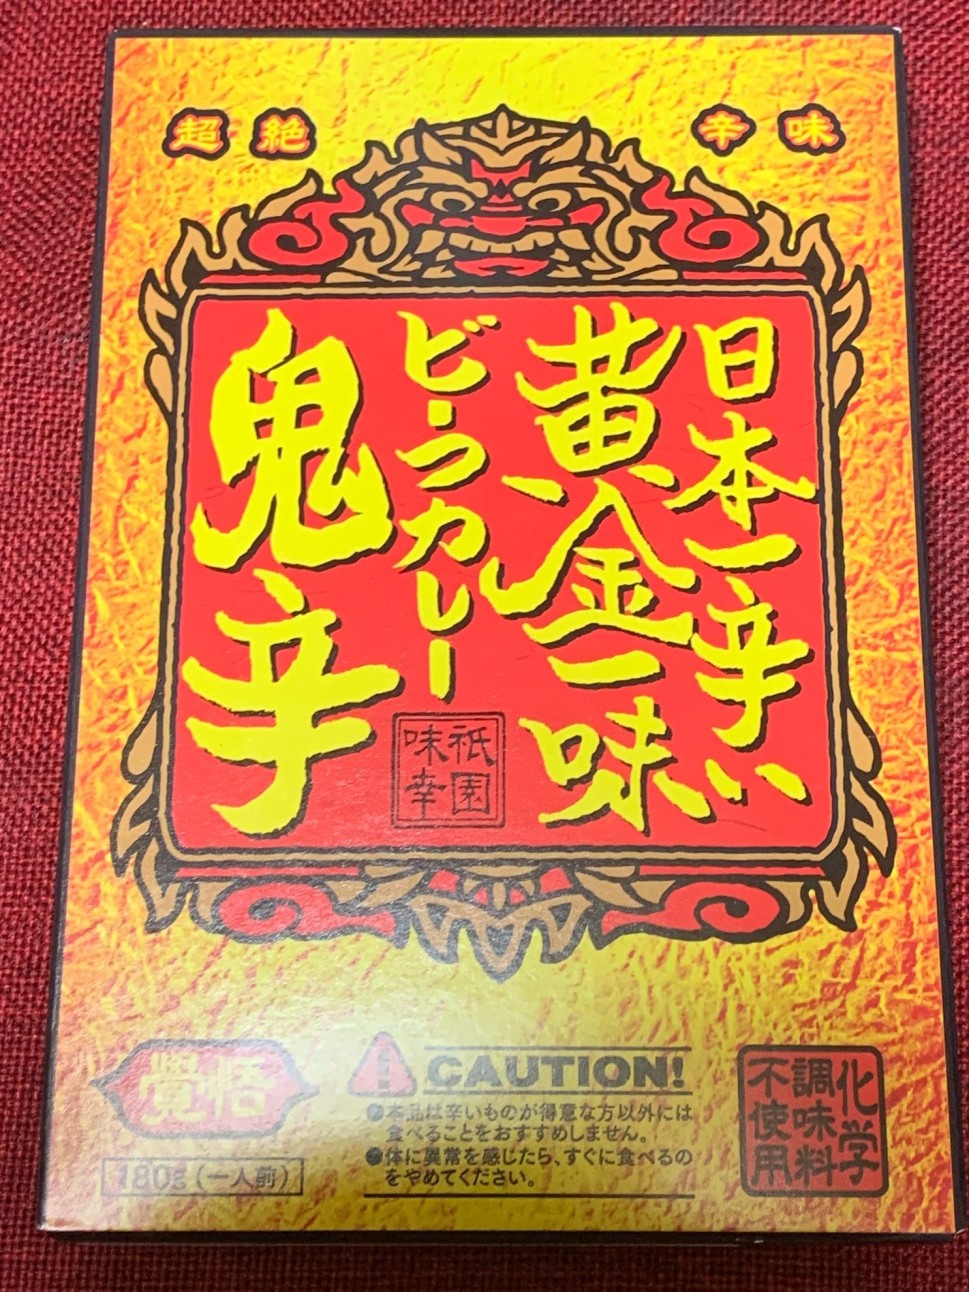 超絶
辛味
日本一辛い
黄金一味
ビーフカレー
鬼辛
祇園
味幸
覺悟
180g（一人前）
CAUTION!
●本品は辛いものが得意な方以外には
食べることをおすすめしません。
●体に異常を感じたら、すぐに食べるの
をやめてください。
化学
調味料
不使用